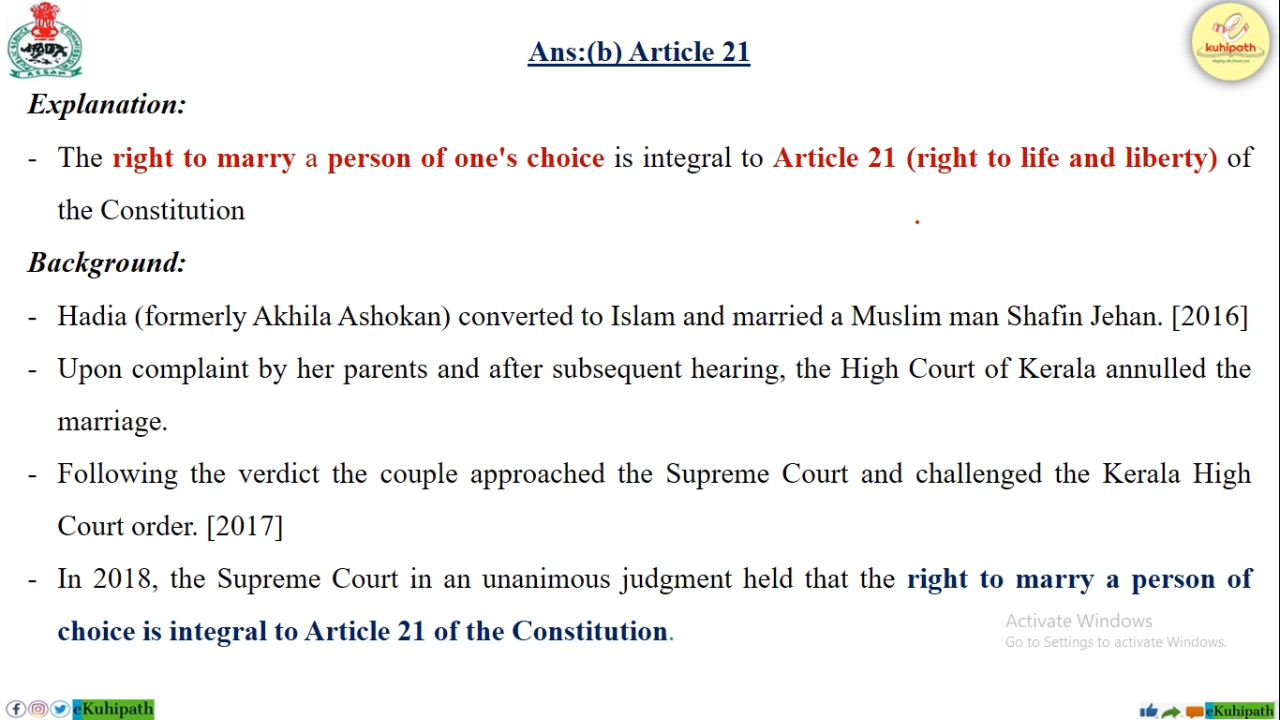 kuhipath
Ans:(b) Article 21
Explanation:
- The right to marry a person of one's choice is integral to Article 21 (right to life and liberty) of
the Constitution
Background:
- Hadia (formerly Akhila Ashokan) converted to Islam and married a Muslim man Shafin Jehan. [2016]
- Upon complaint by her parents and after subsequent hearing, the High Court of Kerala annulled the
marriage.
- Following the verdict the couple approached the Supreme Court and challenged the Kerala High
Court order. [2017]
- In 2018, the Supreme Court in an unanimous judgment held that the right to marry a person of
choice is integral to Article 21 of the Constitution.
Activate Windows
Go to Settings to activate Windows.
eKuhipath
eKuhipath